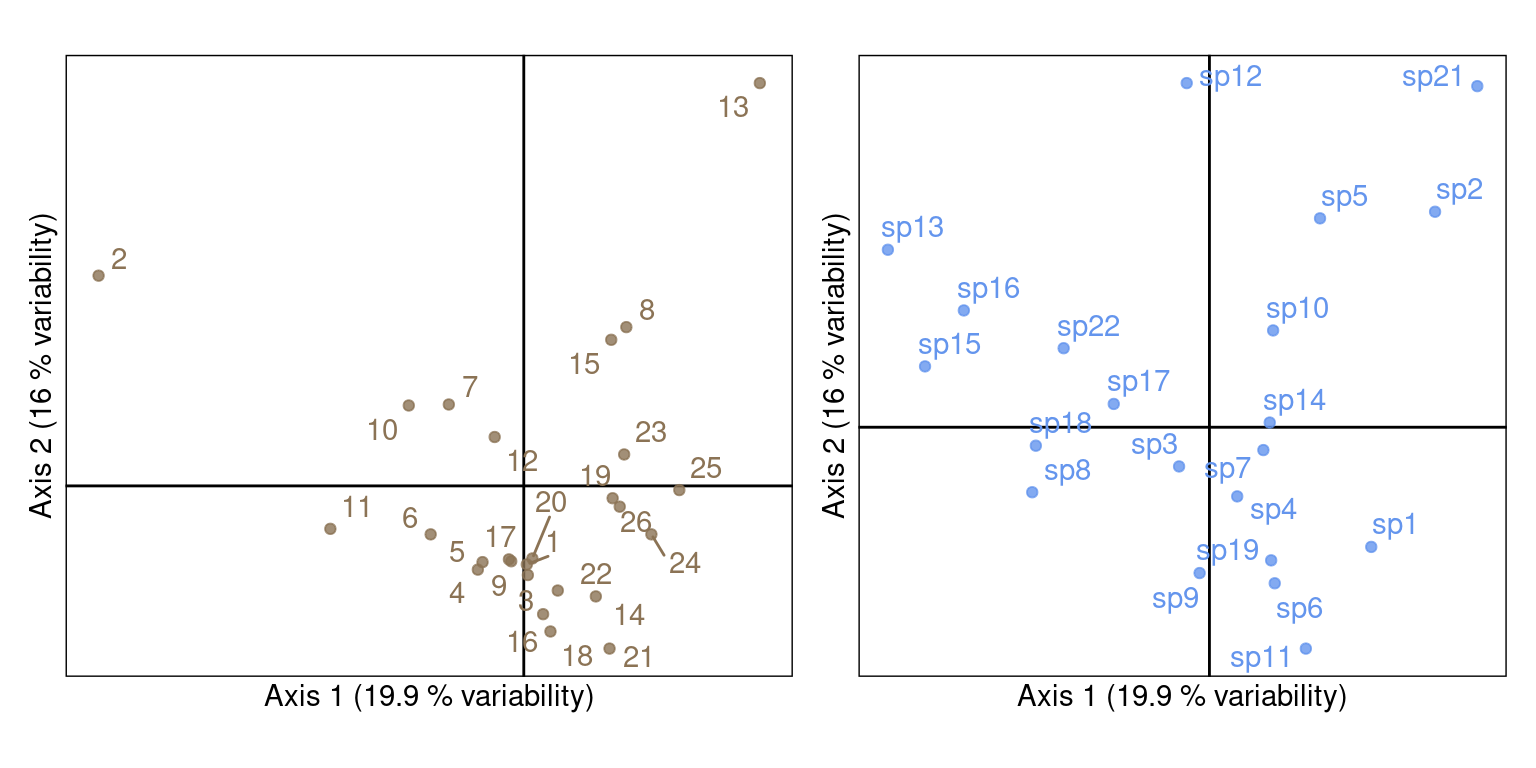 13
2
8
15
7
10
12
23
25
19
11
20
26
6
17
1
5
24
9
22
4
3
14
16
18
21
Axis 2 (16 % variability)
Axis 1 (19.9 % variability)
sp12
sp21
sp5
sp2
sp13
sp16
sp10
sp22
sp15
sp17
sp14
sp18
sp3
sp7
sp8
sp4
sp1
sp19
sp9
sp6
sp11
Axis 2 (16 % variability)
Axis 1 (19.9 % variability)